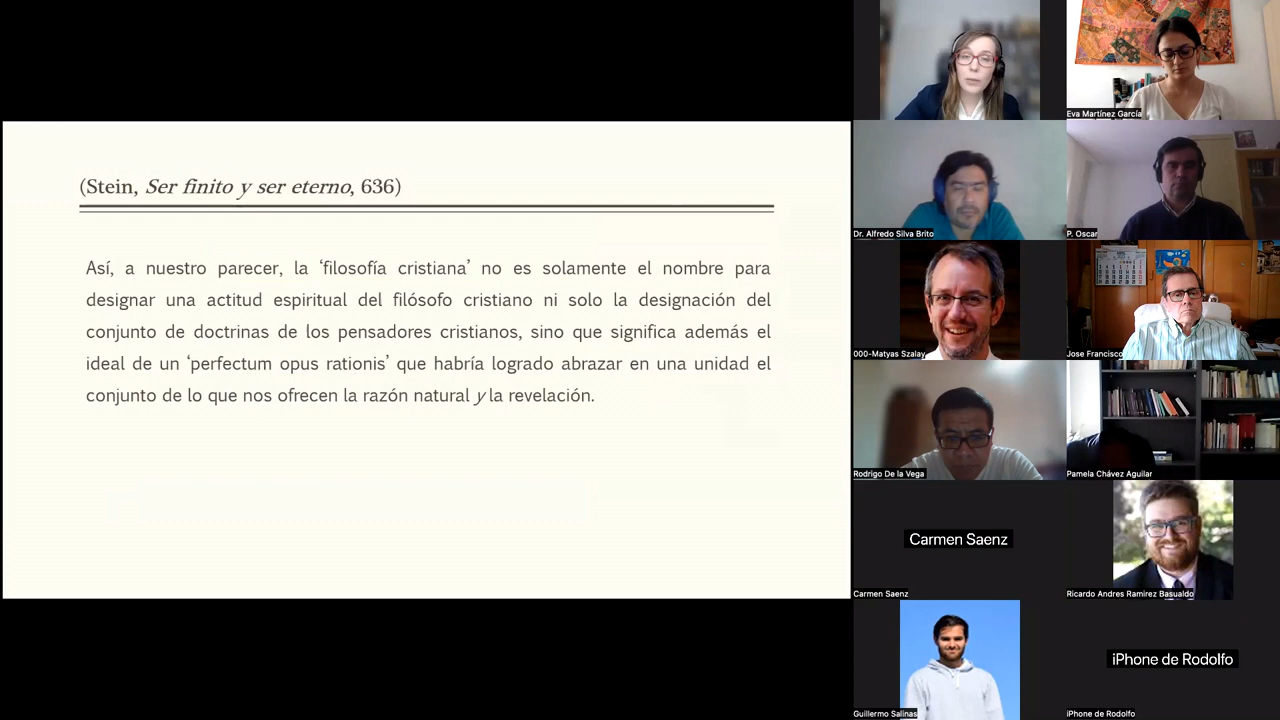 (Stein, Ser finito y ser eterno, 636)
Así, a nuestro parecer, la ‘filosofía cristiana’ no es solamente el nombre para
designar una actitud espiritual del filósofo cristiano ni solo la designación del
conjunto de doctrinas de los pensadores cristianos, sino que significa además el
ideal de un ‘perfectum opus rationis’ que habría logrado abrazar en una unidad el
conjunto de lo que nos ofrecen la razón natural y la revelación.
Eva Martínez García
Dr. Alfredo Silva Brito
P. Oscar
000-Matyas Szalay
Jose Francisco
Rodrigo De la Vega
Pamela Chávez Aguilar
Carmen Saenz
Carmen Saenz
Ricardo Andres Ramirez Basualdo
Guillermo Salinas
iPhone de Rodolfo
iPhone de Rodolfo